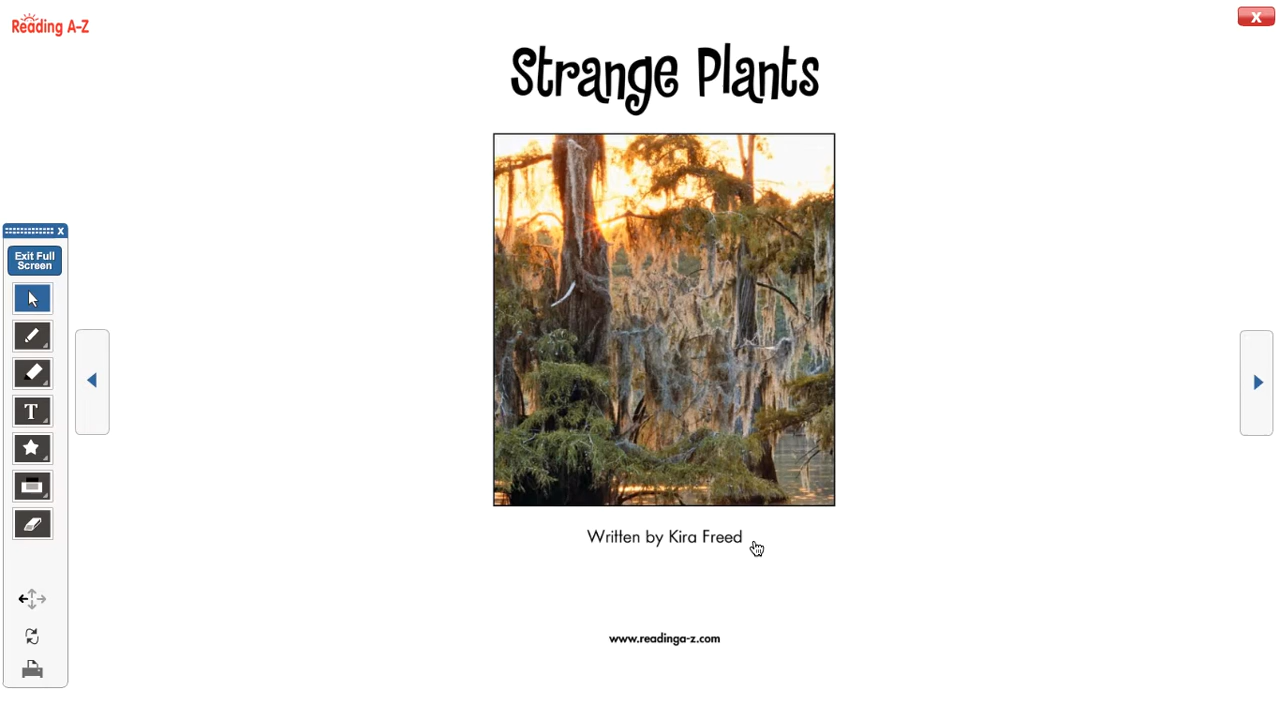 Reading A-Z
X
Strange Plants
x
Exit Full
Screen
T
Written by Kira Freed
www.readinga-z.com